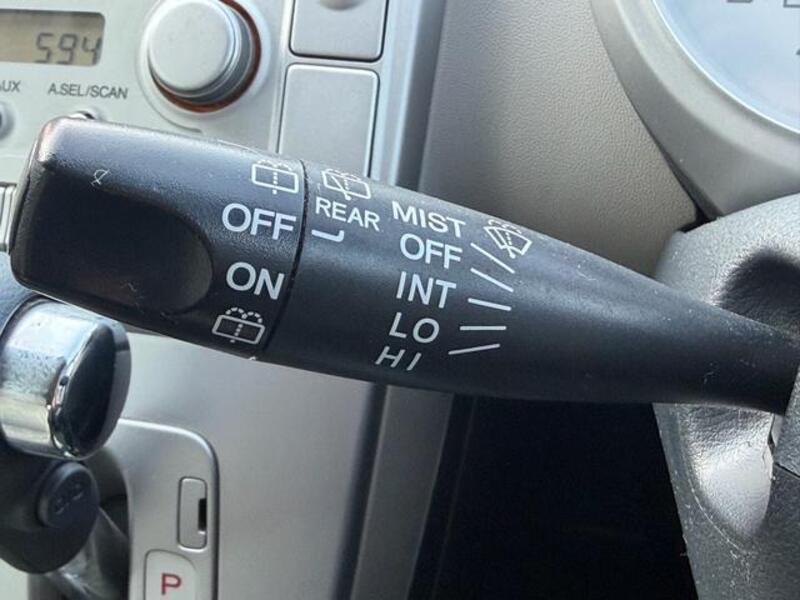 594
AUX
A.SEL/SCAN
OFF
ON
REAR
MIST
OFF
INT
LO
HI
P